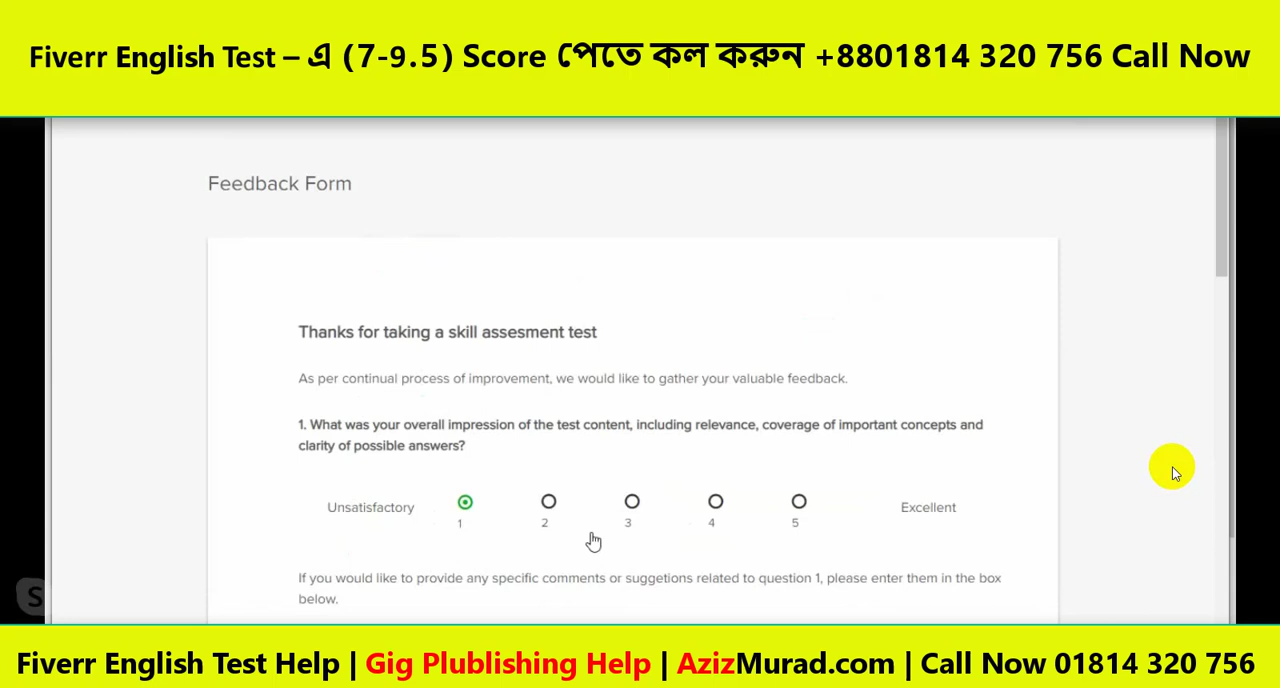 Fiverr English Test – এ (7-9.5) Score পেতে কল করুন +8801814 320 756 Call Now
Feedback Form
Thanks for taking a skill assesment test
As per continual process of improvement, we would like to gather your valuable feedback.
1. What was your overall impression of the test content, including relevance, coverage of important concepts and
clarity of possible answers?
Unsatisfactory 1 2 3 4 5 Excellent
If you would like to provide any specific comments or suggetions related to question 1, please enter them in the box
below.
S
Fiverr English Test Help | Gig Plublishing Help | AzizMurad.com | Call Now 01814 320 756